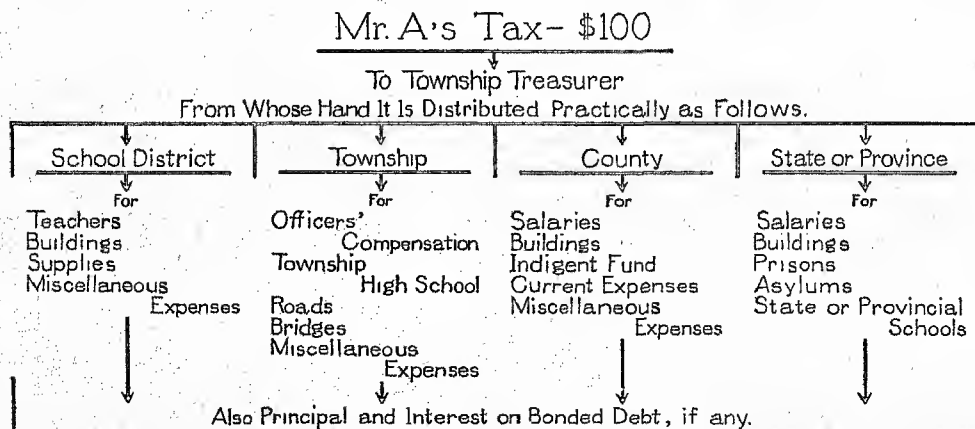 Mr. A's Tax- $100
To Township Treasurer
From Whose Hand It Is Distributed Practically as Follows.
School District
For
Teachers
Buildings
Supplies
Miscellaneous
Expenses
Township
For
Officers'
Compensation
Township
High School
Roads
Bridges
Miscellaneous
Expenses
County
For
Salaries
Buildings
Indigent Fund
Current Expenses
Miscellaneous
Expenses
State or Province
For
Salaries
Buildings
Prisons
Asylums
State or Provincial
Schools
Also Principal and Interest on Bonded Debt, if any.